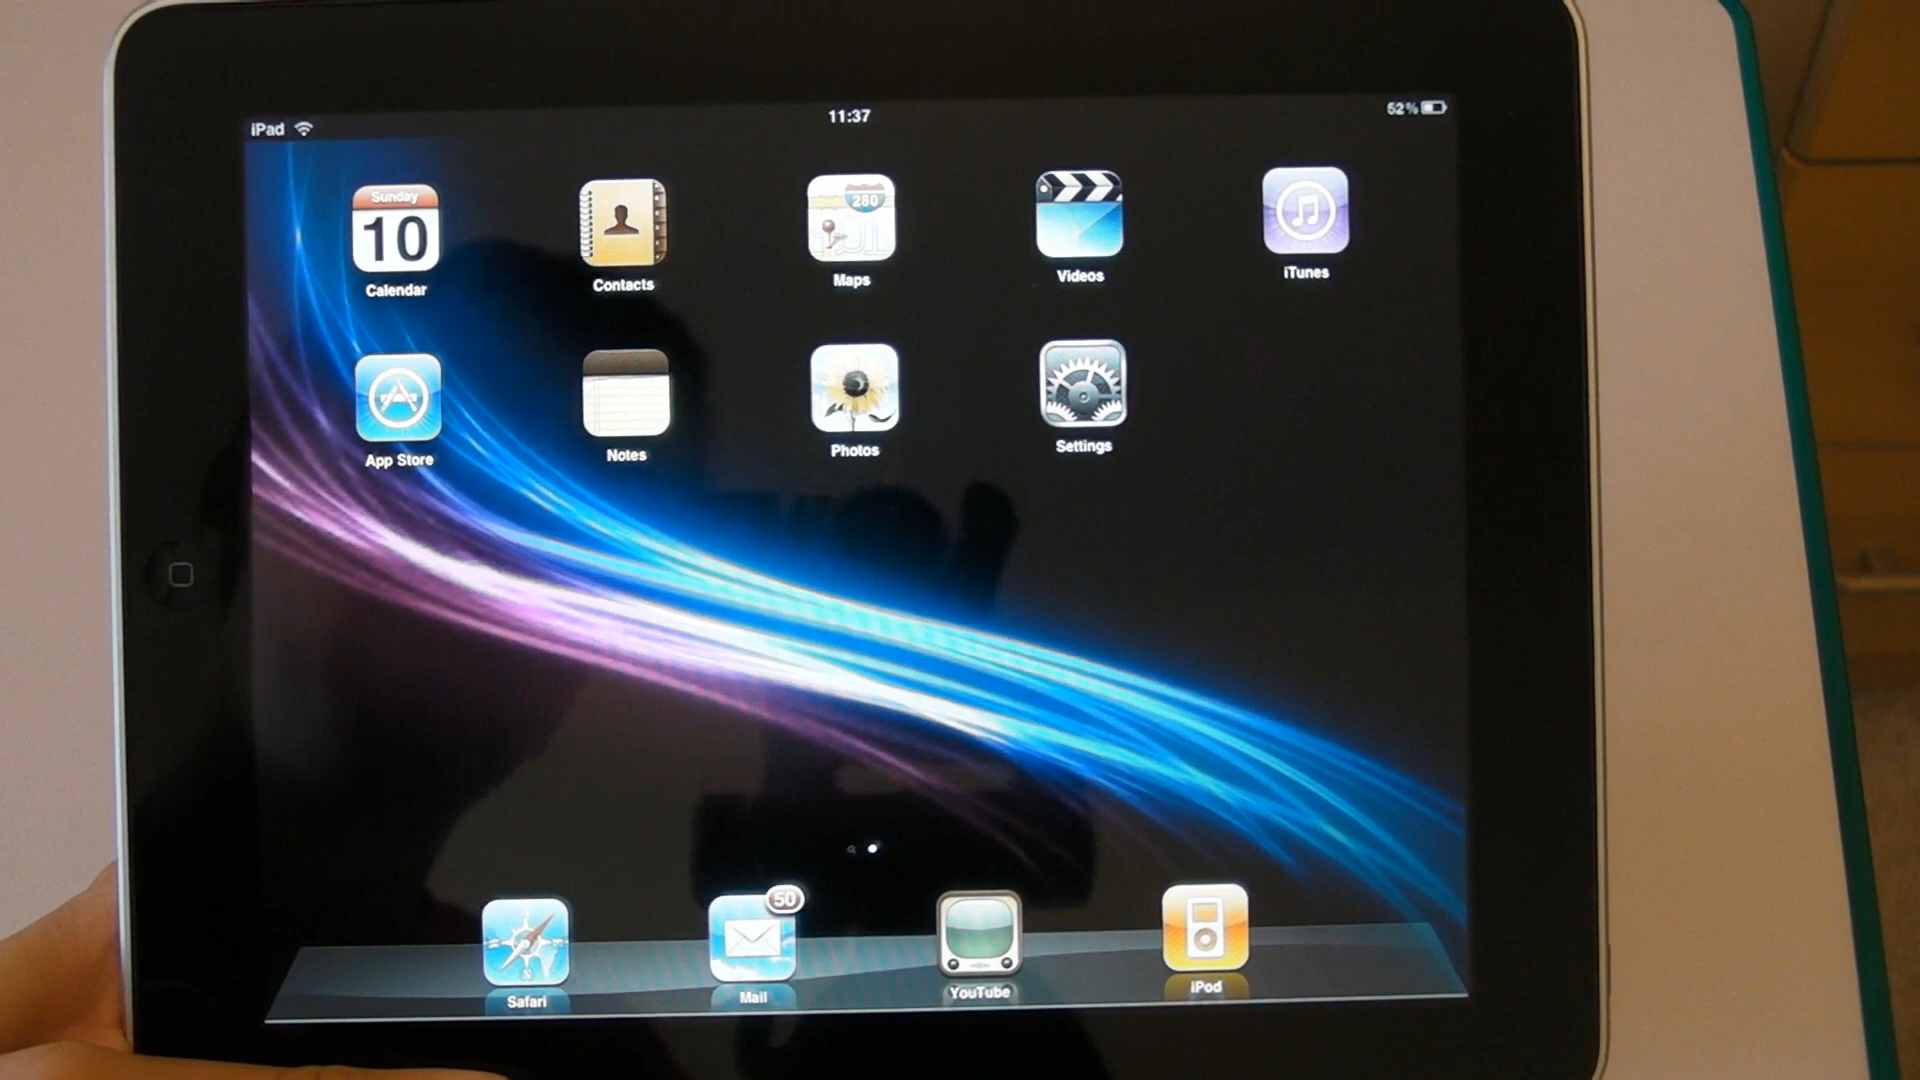 iPad 11:37 52%
Sunday
10
280
Calendar Contacts Maps Videos iTunes
App Store Notes Photos Settings
50
Safari Mail YouTube iPod